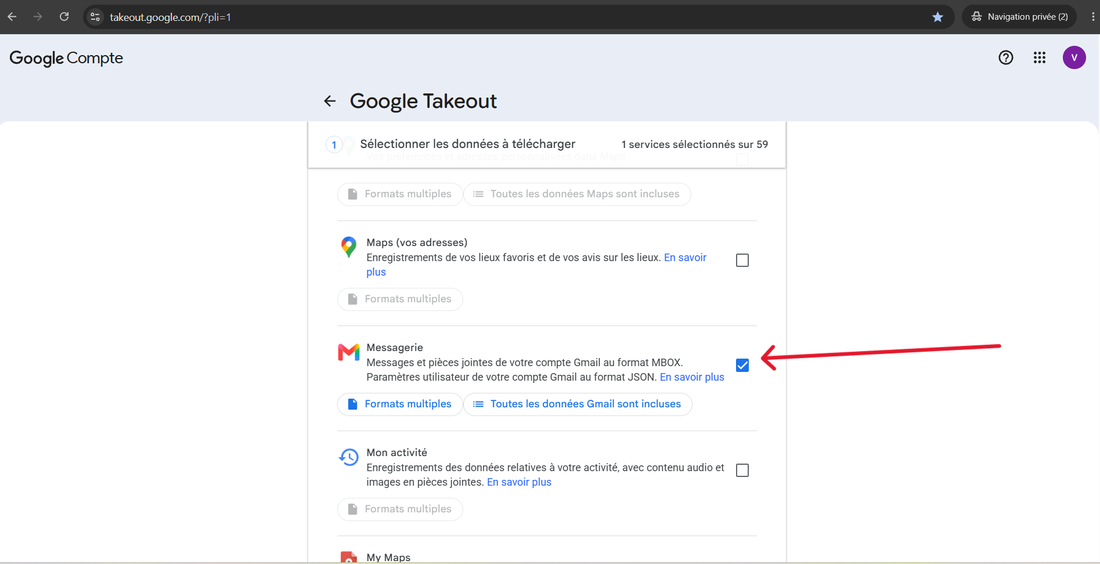 takeout.google.com/?pli=1
Navigation privée (2)
Google Compte
V
Google Takeout
1
Sélectionner les données à télécharger
1 services sélectionnés sur 59
Formats multiples
Toutes les données Maps sont incluses
Maps (vos adresses)
Enregistrements de vos lieux favoris et de vos avis sur les lieux. En savoir
plus
Formats multiples
Messagerie
Messages et pièces jointes de votre compte Gmail au format MBOX.
Paramètres utilisateur de votre compte Gmail au format JSON. En savoir plus
Formats multiples
Toutes les données Gmail sont incluses
Mon activité
Enregistrements des données relatives à votre activité, avec contenu audio et
images en pièces jointes. En savoir plus
Formats multiples
My Maps